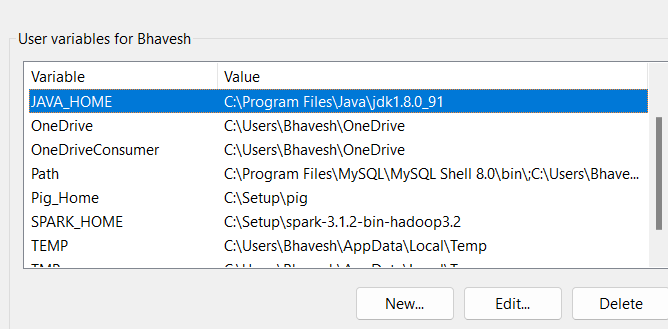 User variables for Bhavesh
Variable Value
JAVA_HOME C:\Program Files\Java\jdk1.8.0_91
OneDrive C:\Users\Bhavesh\OneDrive
OneDriveConsumer C:\Users\Bhavesh\OneDrive
Path C:\Program Files\MySQL\MySQL Shell 8.0\bin\;C:\Users\Bhave...
Pig_Home C:\Setup\pig
SPARK_HOME C:\Setup\spark-3.1.2-bin-hadoop3.2
TEMP C:\Users\Bhavesh\AppData\Local\Temp
New... Edit... Delete